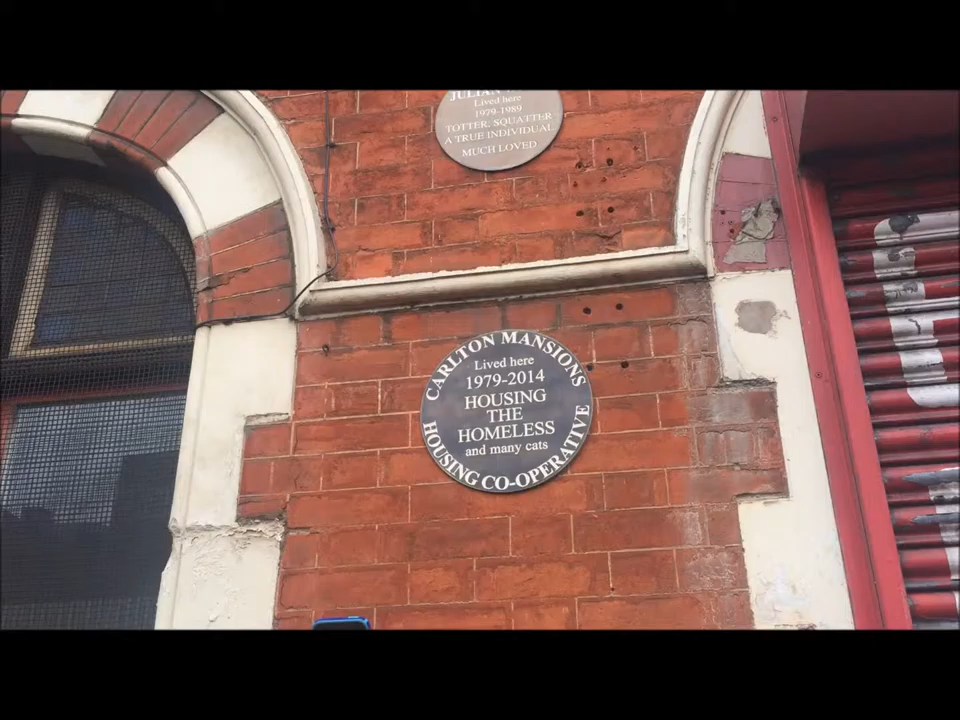 JULIAN
Lived here
1979-1989
TOTTER, SQUATTER
A TRUE INDIVIDUAL
MUCH LOVED
CARLTON MANSIONS
Lived here
1979-2014
HOUSING
THE
HOMELESS
and many cats
HOUSING CO-OPERATIVE